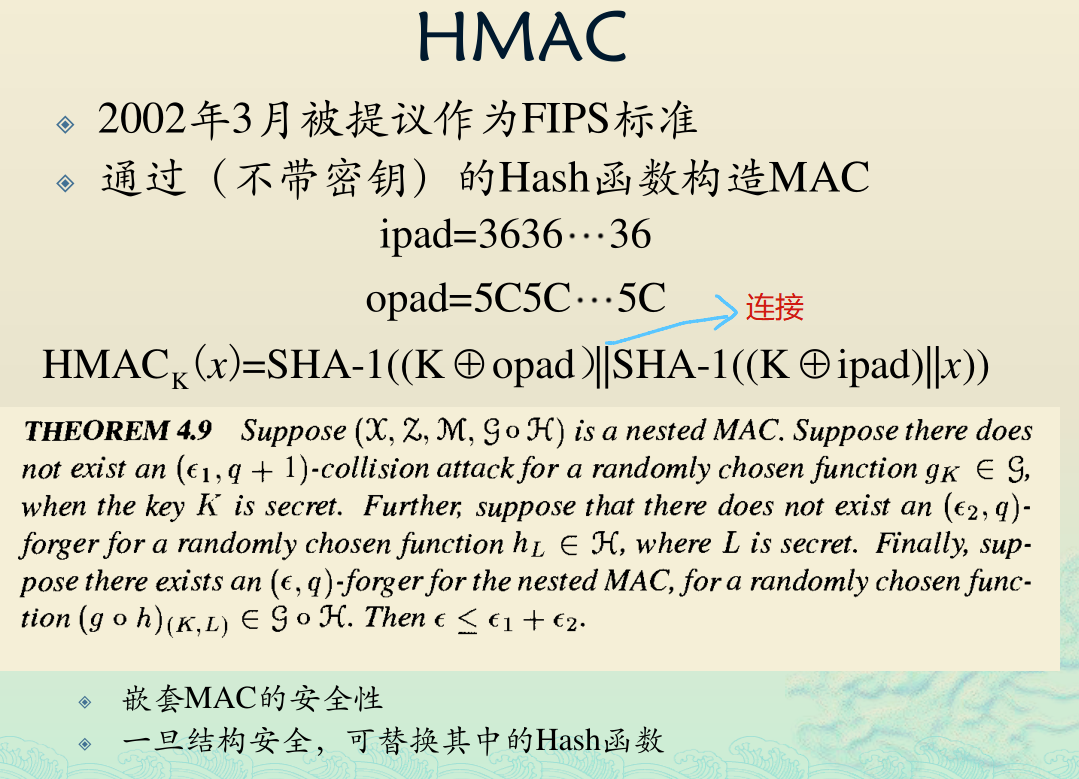 HMAC
2002年3月被提议作为FIPS标准
通过（不带密钥）的Hash函数构造MAC
ipad=3636…36
opad=5C5C…5C
连接
HMAC_K(x)=SHA-1((K⊕opad)||SHA-1((K⊕ipad)||x))
THEOREM 4.9 Suppose (𝒳, 𝒵, ℳ, 𝒢 ∘ ℋ) is a nested MAC. Suppose there does
not exist an (ϵ₁, q + 1)-collision attack for a randomly chosen function g_K ∈ 𝒢,
when the key K is secret. Further, suppose that there does not exist an (ϵ₂, q)-
forger for a randomly chosen function h_L ∈ ℋ, where L is secret. Finally, sup-
pose there exists an (ϵ, q)-forger for the nested MAC, for a randomly chosen func-
tion (g ∘ h)_(K,L) ∈ 𝒢 ∘ ℋ. Then ϵ ≤ ϵ₁ + ϵ₂.
嵌套MAC的安全性
一旦结构安全，可替换其中的Hash函数